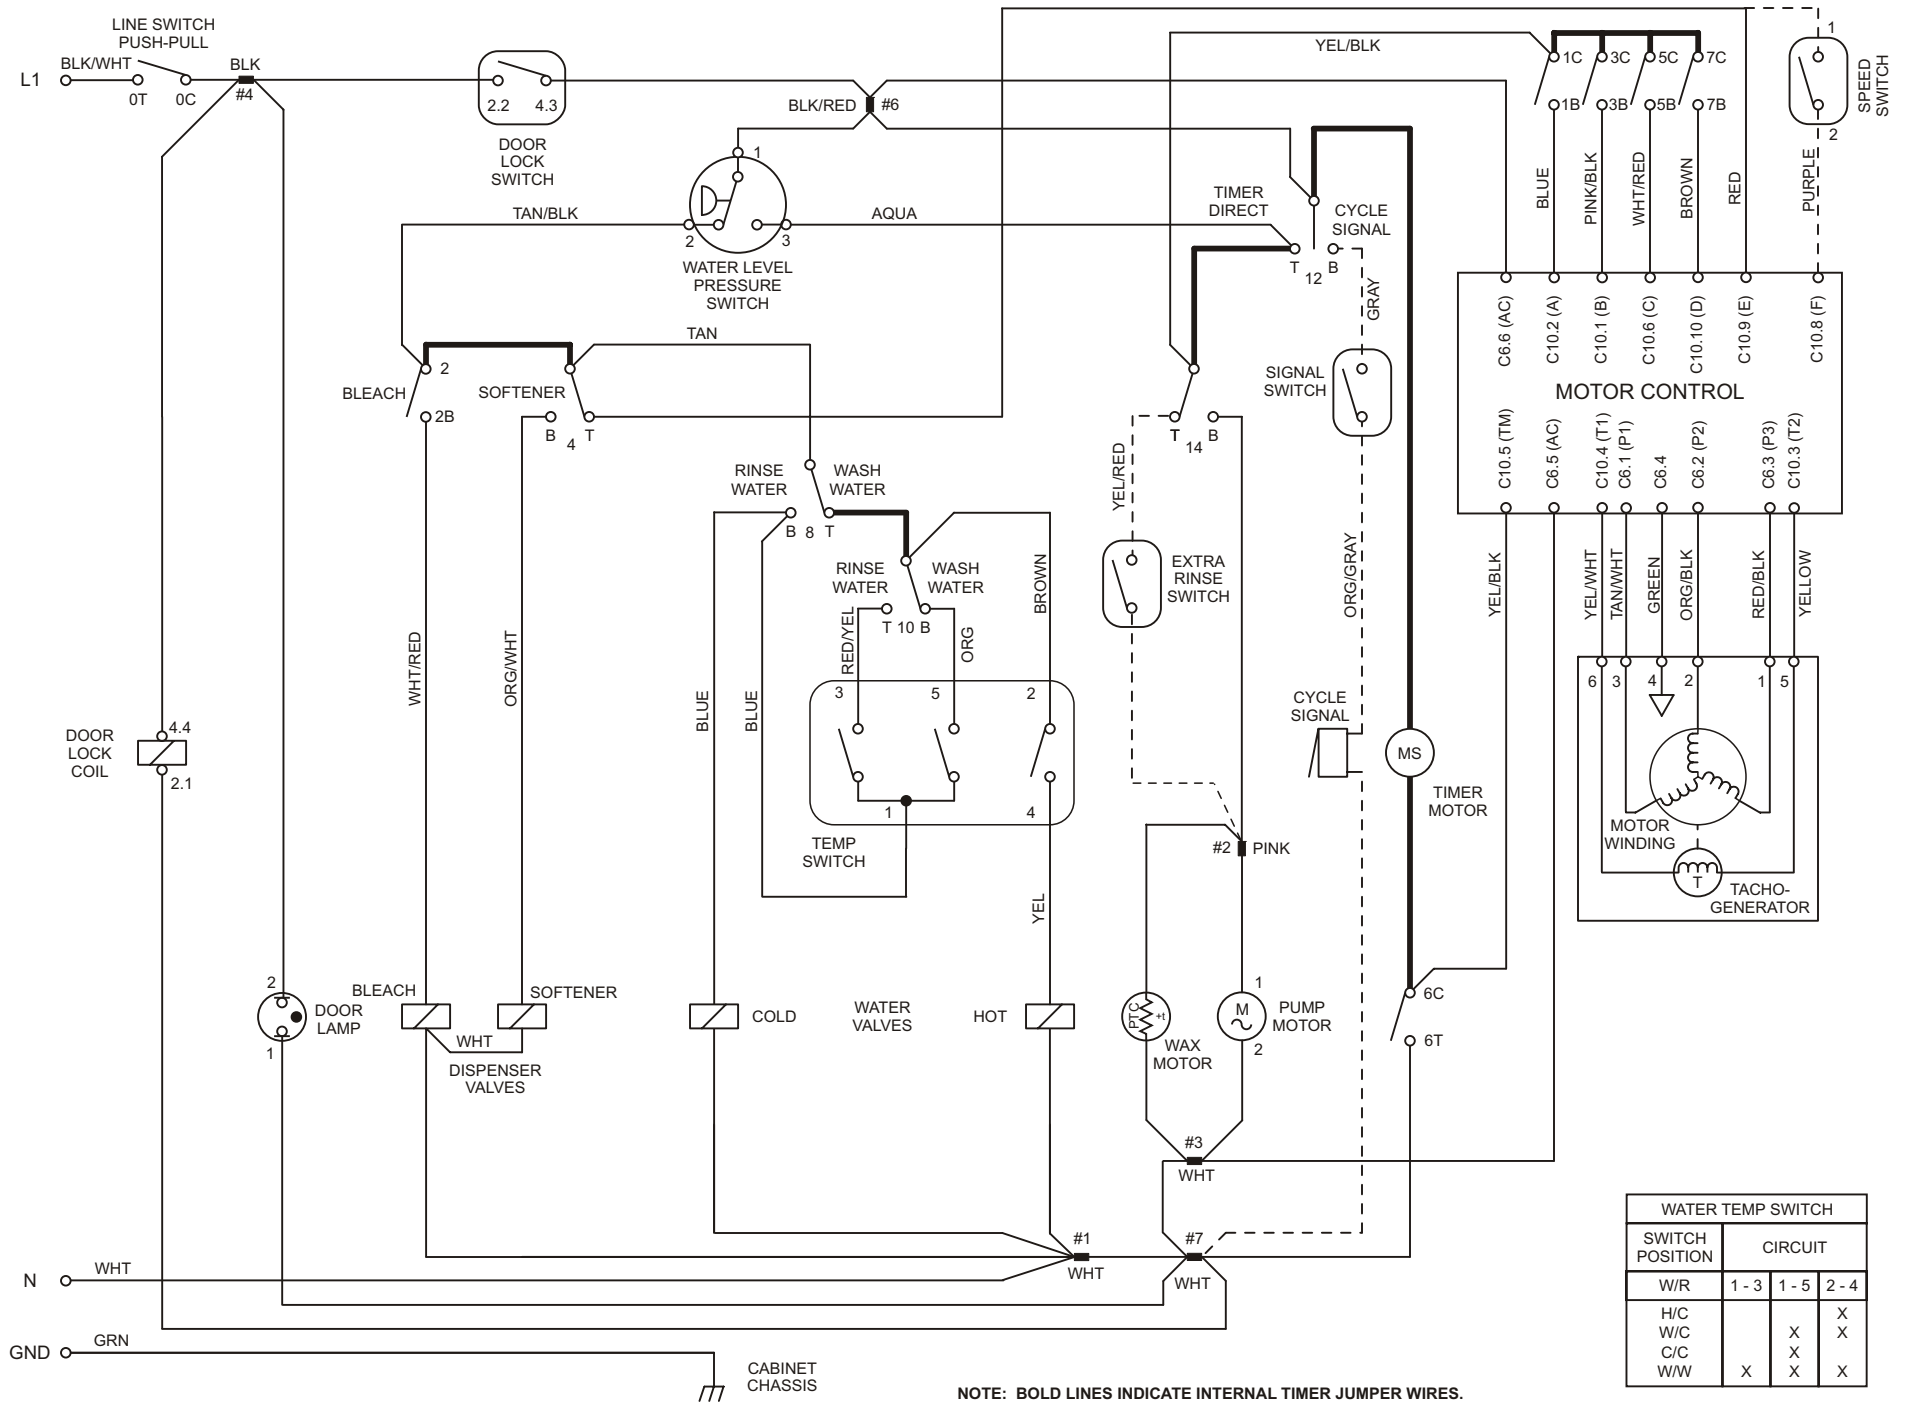 LINE SWITCH
PUSH-PULL
BLK/WHT
L1
0T
0C
BLK
#4
2.2
4.3
DOOR
LOCK
SWITCH
BLK/RED
#6
YEL/BLK
1C
3C
5C
7C
1B
3B
5B
7B
1
SPEED
SWITCH
2
BLUE
PINK/BLK
WHT/RED
BROWN
RED
PURPLE
1
TAN/BLK
2
3
AQUA
WATER LEVEL
PRESSURE
SWITCH
TIMER
DIRECT
CYCLE
SIGNAL
T
12
B
GRAY
TAN
2
BLEACH
2B
SOFTENER
B
4
T
SIGNAL
SWITCH
T
14
B
C6.6 (AC)
C10.2 (A)
C10.1 (B)
C10.6 (C)
C10.10 (D)
C10.9 (E)
C10.8 (F)
MOTOR CONTROL
C10.5 (TM)
C6.5 (AC)
C10.4 (T1)
C6.1 (P1)
C6.4
C6.2 (P2)
C6.3 (P3)
C10.3 (T2)
RINSE
WATER
WASH
WATER
B
8
T
RINSE
WATER
WASH
WATER
T
10
B
RED/YEL
ORG
BROWN
YEL/RED
EXTRA
RINSE
SWITCH
ORG/GRAY
YEL/BLK
YEL/WHT
TAN/WHT
GREEN
ORG/BLK
RED/BLK
YELLOW
WHT/RED
ORG/WHT
BLUE
BLUE
3
5
2
1
4
TEMP
SWITCH
CYCLE
SIGNAL
MS
TIMER
MOTOR
6
3
4
2
1
5
MOTOR
WINDING
T
TACHO-
GENERATOR
DOOR
LOCK
COIL
4.4
2.1
#2
PINK
YEL
2
DOOR
LAMP
1
BLEACH
SOFTENER
WHT
DISPENSER
VALVES
COLD
WATER
VALVES
HOT
PTC
+t
WAX
MOTOR
1
M
PUMP
MOTOR
2
6C
6T
#3
WHT
#1
WHT
#7
WHT
N
WHT
GND
GRN
CABINET
CHASSIS
NOTE: BOLD LINES INDICATE INTERNAL TIMER JUMPER WIRES.
WATER TEMP SWITCH
SWITCH
POSITION
CIRCUIT
W/R 1 - 3 1 - 5 2 - 4
H/C X
W/C X X
C/C X
W/W X X X